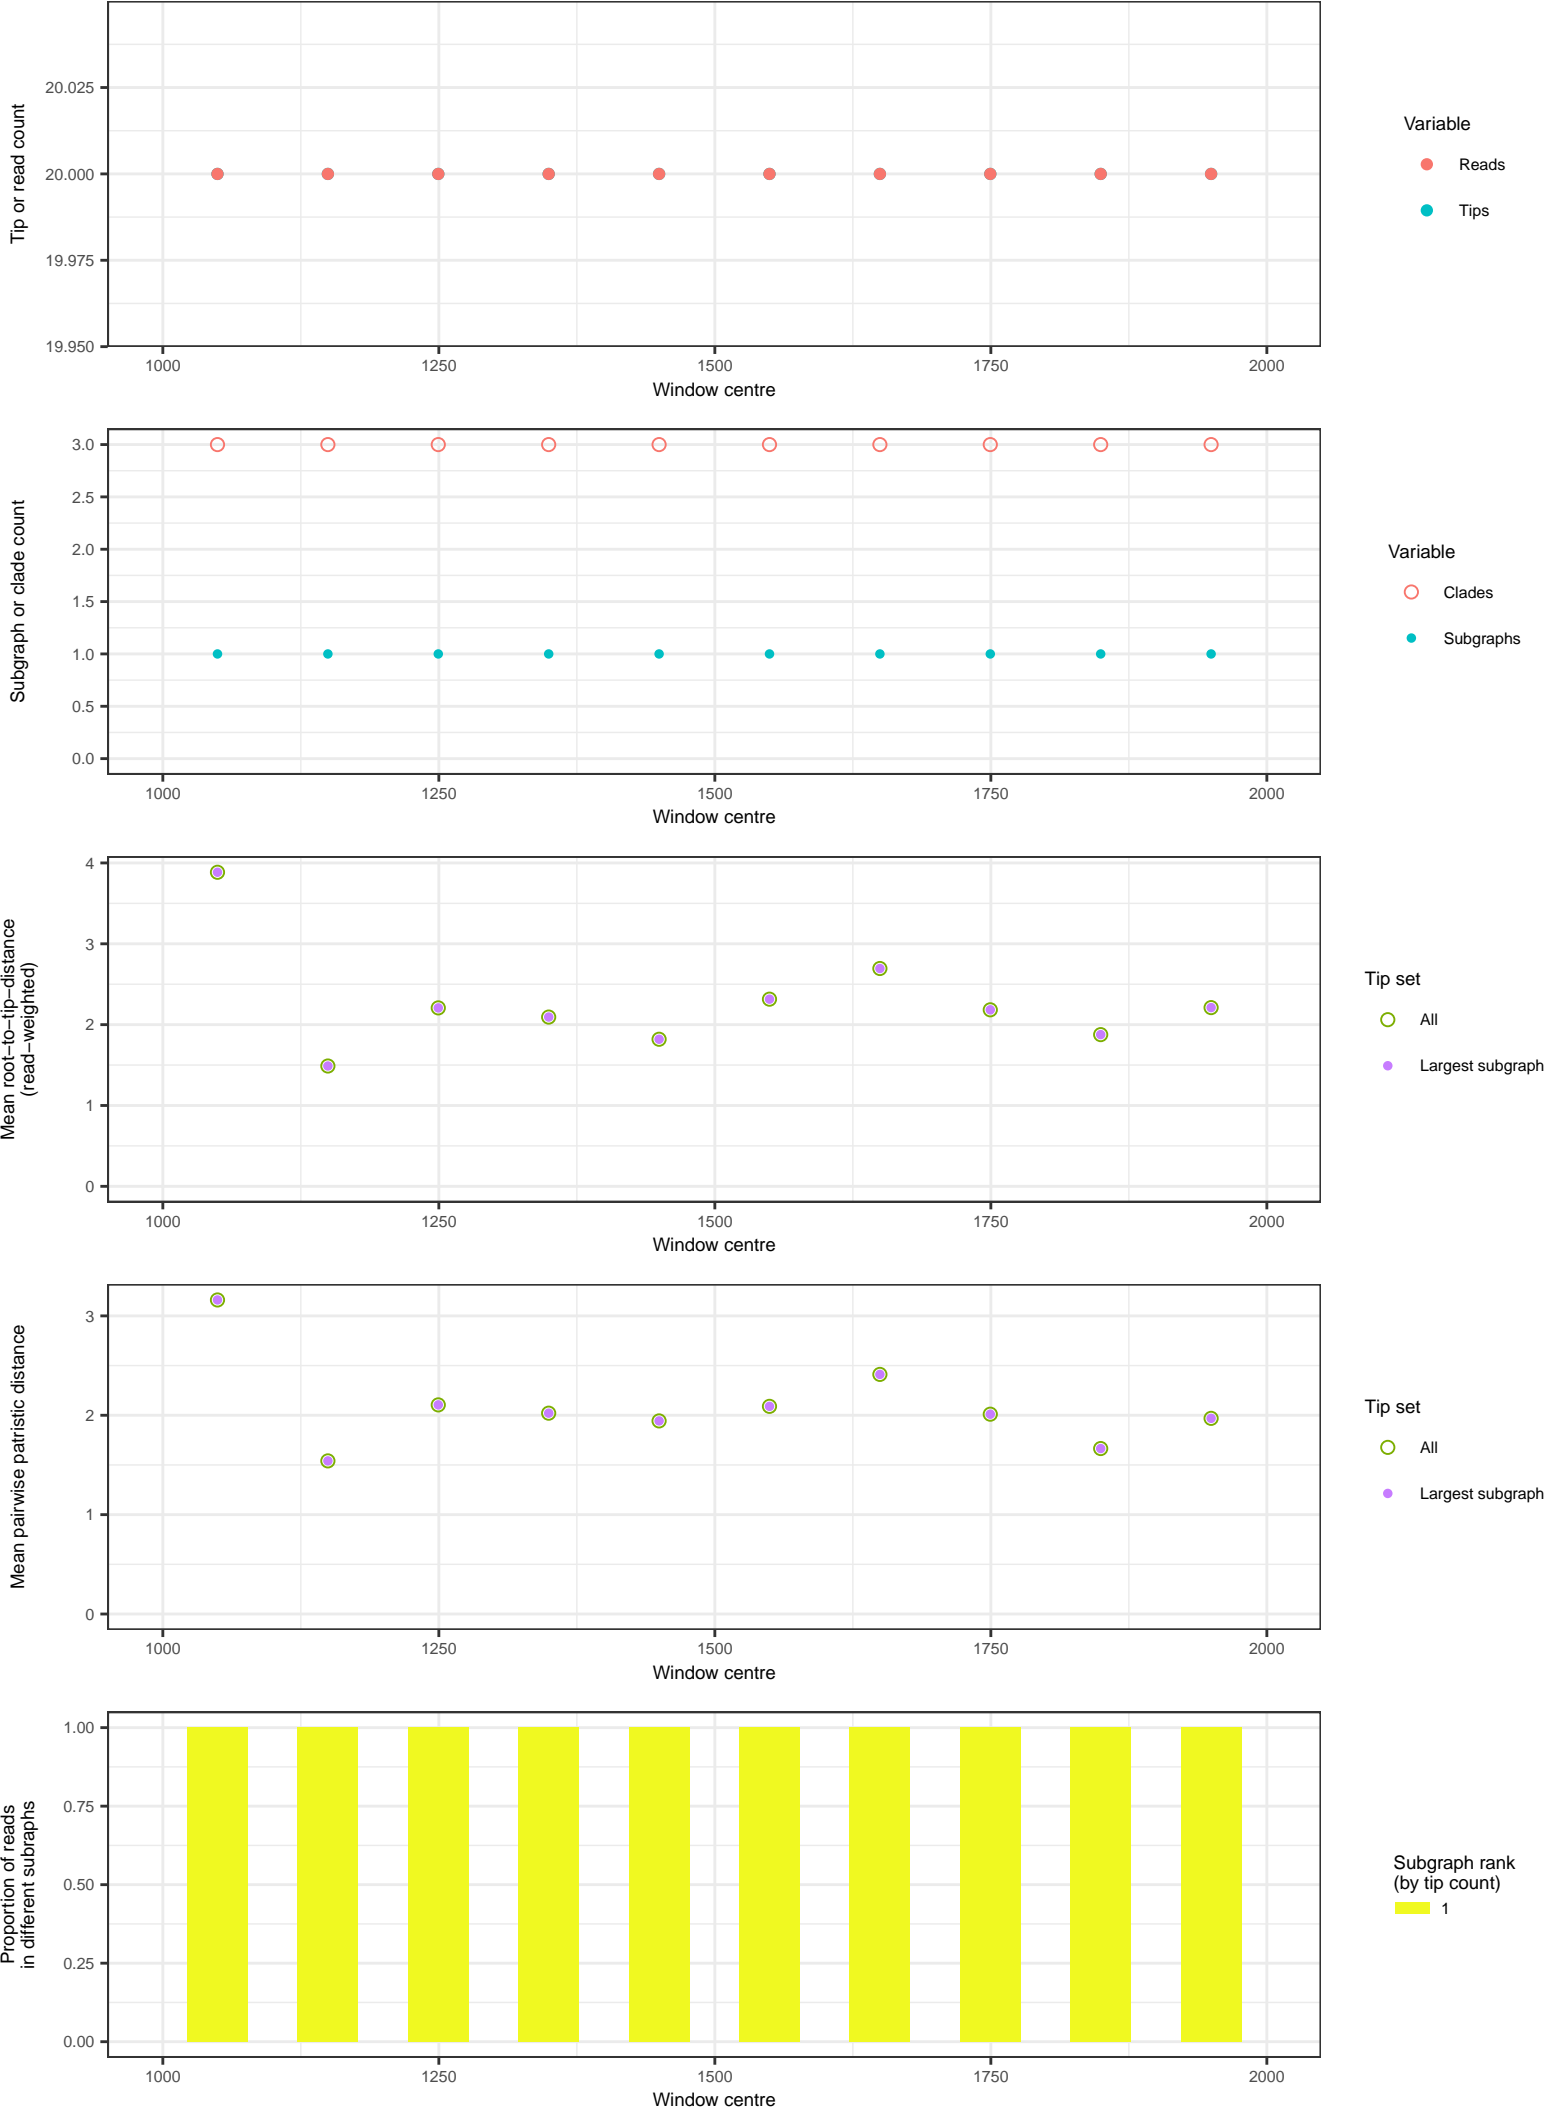 Tip or read count
20.025
20.000
19.975
19.950
1000 1250 1500 1750 2000
Window centre
Variable
Reads
Tips
Subgraph or clade count
3.0
2.5
2.0
1.5
1.0
0.5
0.0
1000 1250 1500 1750 2000
Window centre
Variable
Clades
Subgraphs
Mean root−to−tip−distance
(read−weighted)
4
3
2
1
0
1000 1250 1500 1750 2000
Window centre
Tip set
All
Largest subgraph
Mean pairwise patristic distance
3
2
1
0
1000 1250 1500 1750 2000
Window centre
Tip set
All
Largest subgraph
Proportion of reads
in different subraphs
1.00
0.75
0.50
0.25
0.00
1000 1250 1500 1750 2000
Window centre
Subgraph rank
(by tip count)
1